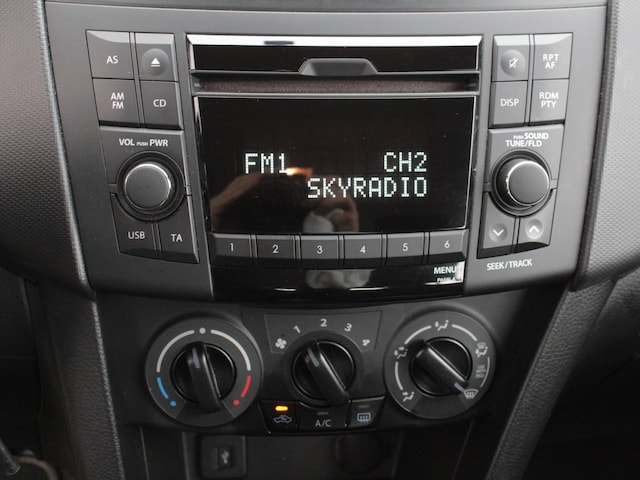 AS
RPT
AF
AM
FM
CD
DISP
RDM
PTY
VOL PUSH PWR
PUSH SOUND
TUNE/FLD
FM1 CH2
SKYRADIO
USB
TA
1 2 3 4 5 6
MENU
SEEK/TRACK
1 2 3 4
A/C